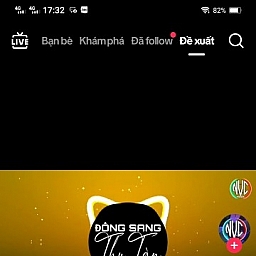 4G 4G 17:32 82%
LIVE Bạn bè Khám phá Đã follow Đề xuất
NVC
ĐÔNG SANG
Thu Tàn
NVC